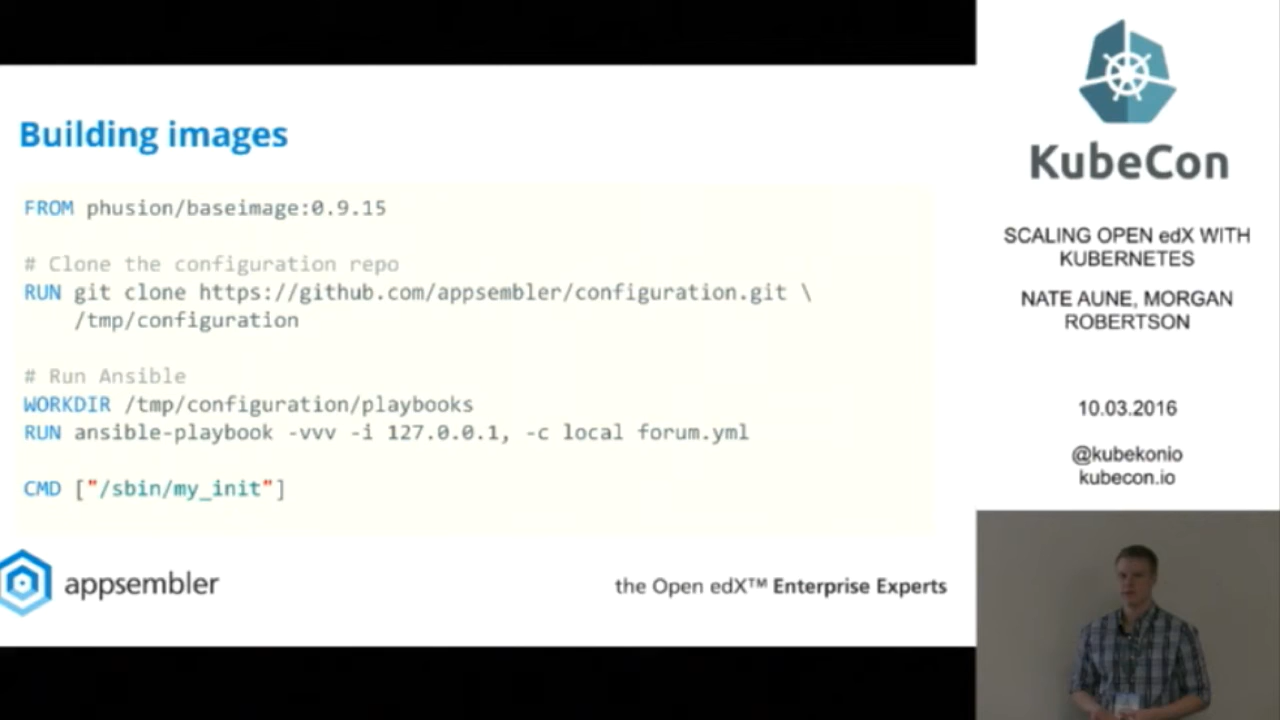 Building images
FROM phusion/baseimage:0.9.15
# Clone the configuration repo
RUN git clone https://github.com/appsembler/configuration.git \
/tmp/configuration
# Run Ansible
WORKDIR /tmp/configuration/playbooks
RUN ansible-playbook -vvv -i 127.0.0.1, -c local forum.yml
CMD ["/sbin/my_init"]
appsembler
the Open edX™ Enterprise Experts
KubeCon
SCALING OPEN edX WITH
KUBERNETES
NATE AUNE, MORGAN
ROBERTSON
10.03.2016
@kubekonio
kubecon.io